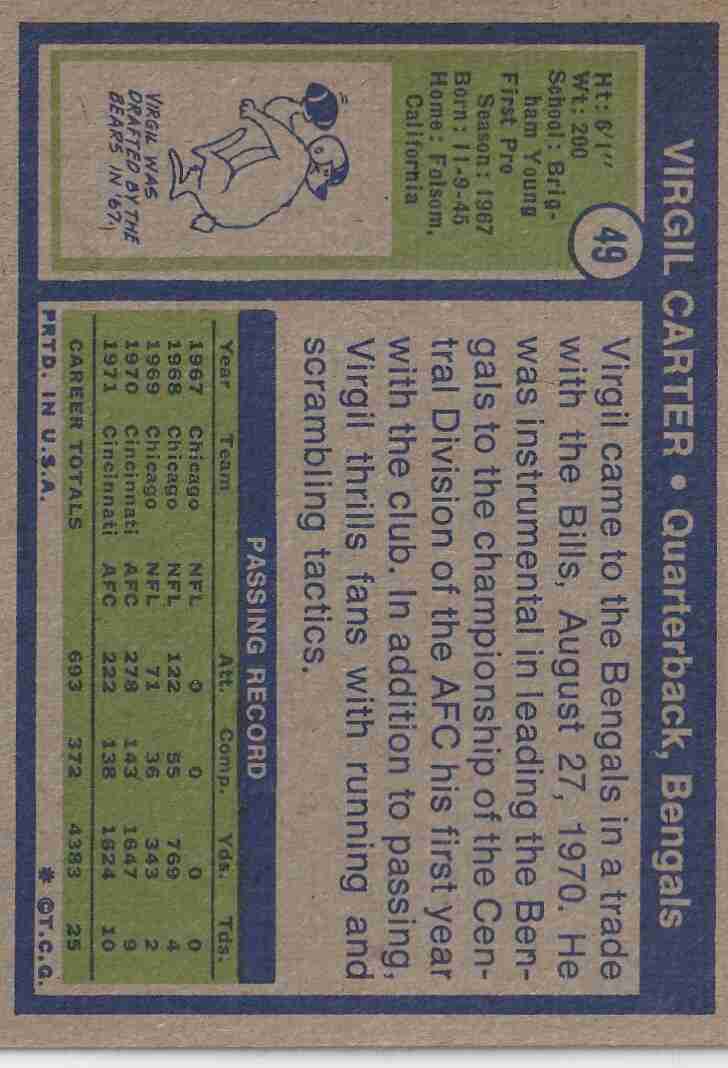 VIRGIL CARTER • Quarterback, Bengals
49
Ht: 6'1"
Wt: 200
School: Brig-
ham Young
First Pro
Season: 1967
Born: 11-9-45
Home: Folsom,
California
VIRGIL WAS
DRAFTED BY THE
BEARS IN '67.
Virgil came to the Bengals in a trade
with the Bills, August 27, 1970. He
was instrumental in leading the Ben-
gals to the championship of the Cen-
tral Division of the AFC his first year
with the club. In addition to passing,
Virgil thrills fans with running and
scrambling tactics.
PASSING RECORD
Year Team Att. Comp. Yds. Tds.
1967 Chicago NFL 0 0 0 0
1968 Chicago NFL 122 55 769 4
1969 Chicago NFL 71 36 343 2
1970 Cincinnati AFC 278 143 1647 9
1971 Cincinnati AFC 222 138 1624 10
CAREER TOTALS 693 372 4383 25
PRTD. IN U.S.A. * ©T.C.G.